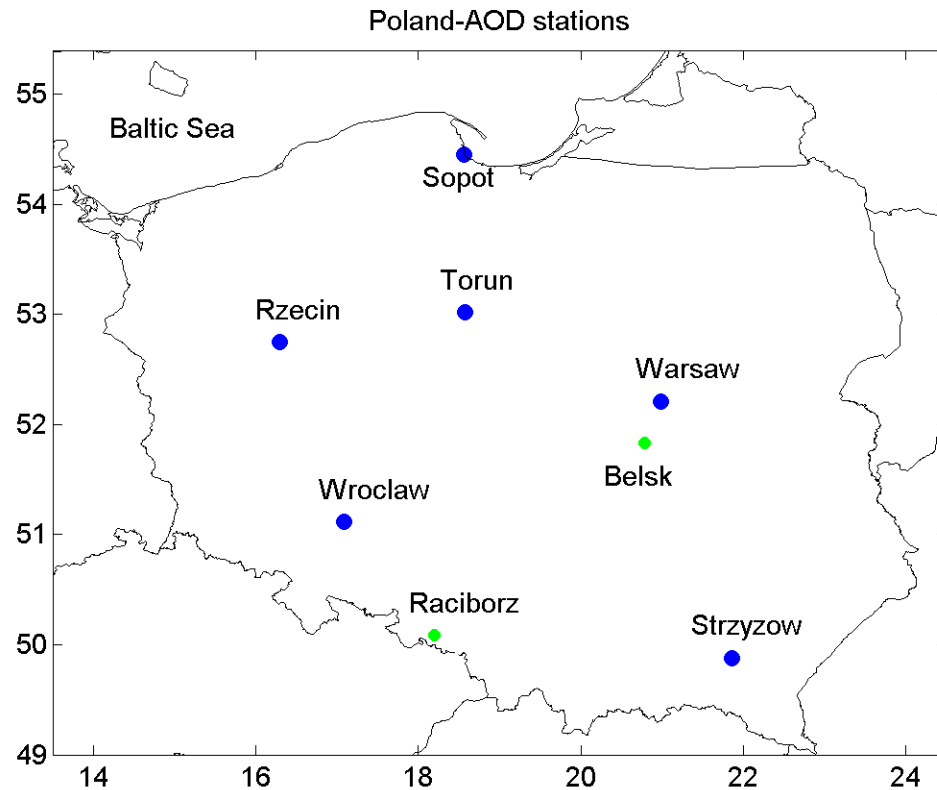 Poland-AOD stations
55
Baltic Sea
Sopot
54
Torun
Rzecin
53
Warsaw
52
Belsk
Wroclaw
51
Raciborz
Strzyzow
50
49
14 16 18 20 22 24